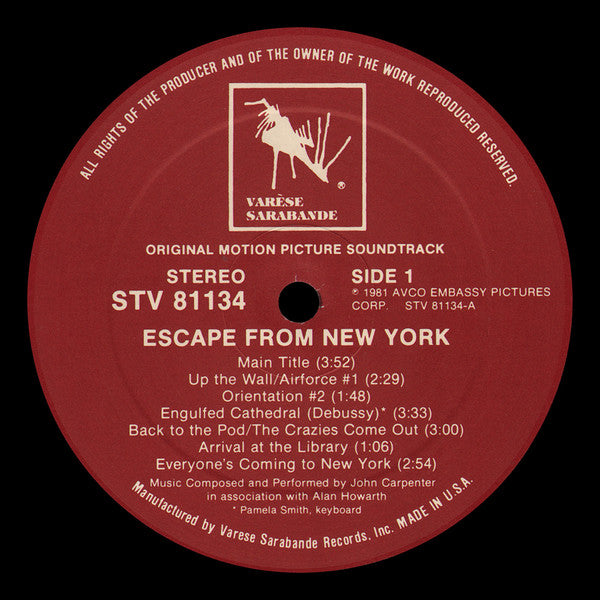 ALL RIGHTS OF THE PRODUCER AND OF THE OWNER OF THE WORK REPRODUCED RESERVED.
VARÈSE
SARABANDE
®
ORIGINAL MOTION PICTURE SOUNDTRACK
STEREO
STV 81134
SIDE 1
℗ 1981 AVCO EMBASSY PICTURES
CORP. STV 81134-A
ESCAPE FROM NEW YORK
Main Title (3:52)
Up the Wall/Airforce #1 (2:29)
Orientation #2 (1:48)
Engulfed Cathedral (Debussy)* (3:33)
Back to the Pod/The Crazies Come Out (3:00)
Arrival at the Library (1:06)
Everyone's Coming to New York (2:54)
Music Composed and Performed by John Carpenter
in association with Alan Howarth
* Pamela Smith, keyboard
Manufactured by Varese Sarabande Records, Inc. MADE IN U.S.A.